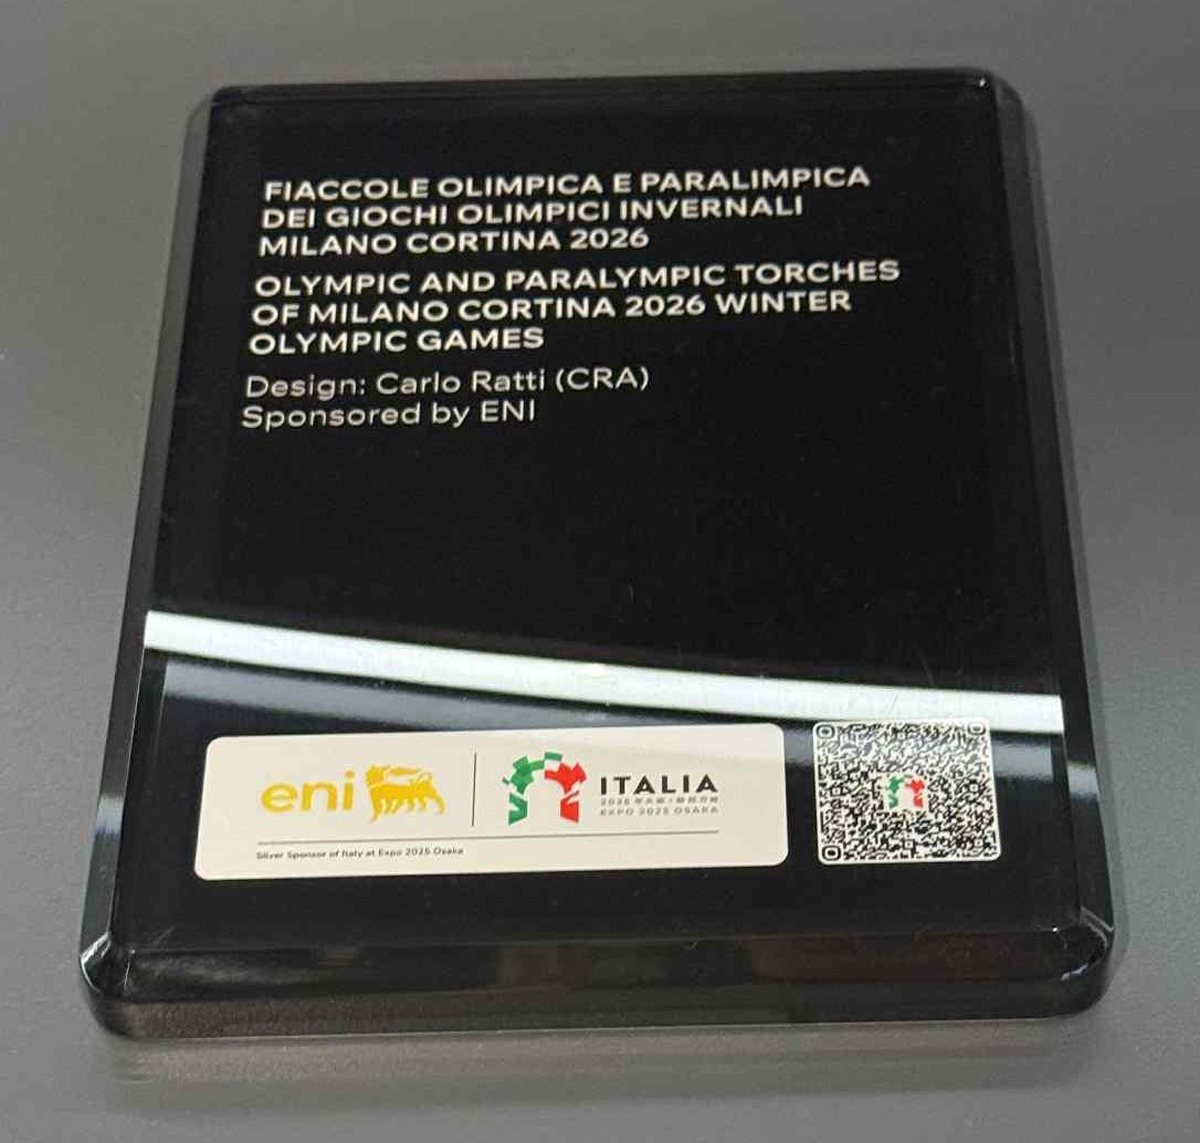 FIACCOLE OLIMPICA E PARALIMPICA
DEI GIOCHI OLIMPICI INVERNALI
MILANO CORTINA 2026
OLYMPIC AND PARALYMPIC TORCHES
OF MILANO CORTINA 2026 WINTER
OLYMPIC GAMES
Design: Carlo Ratti (CRA)
Sponsored by ENI
eni
ITALIA
2025
EXPO 2025 OSAKA
Silver Sponsor of Italy at Expo 2025 Osaka